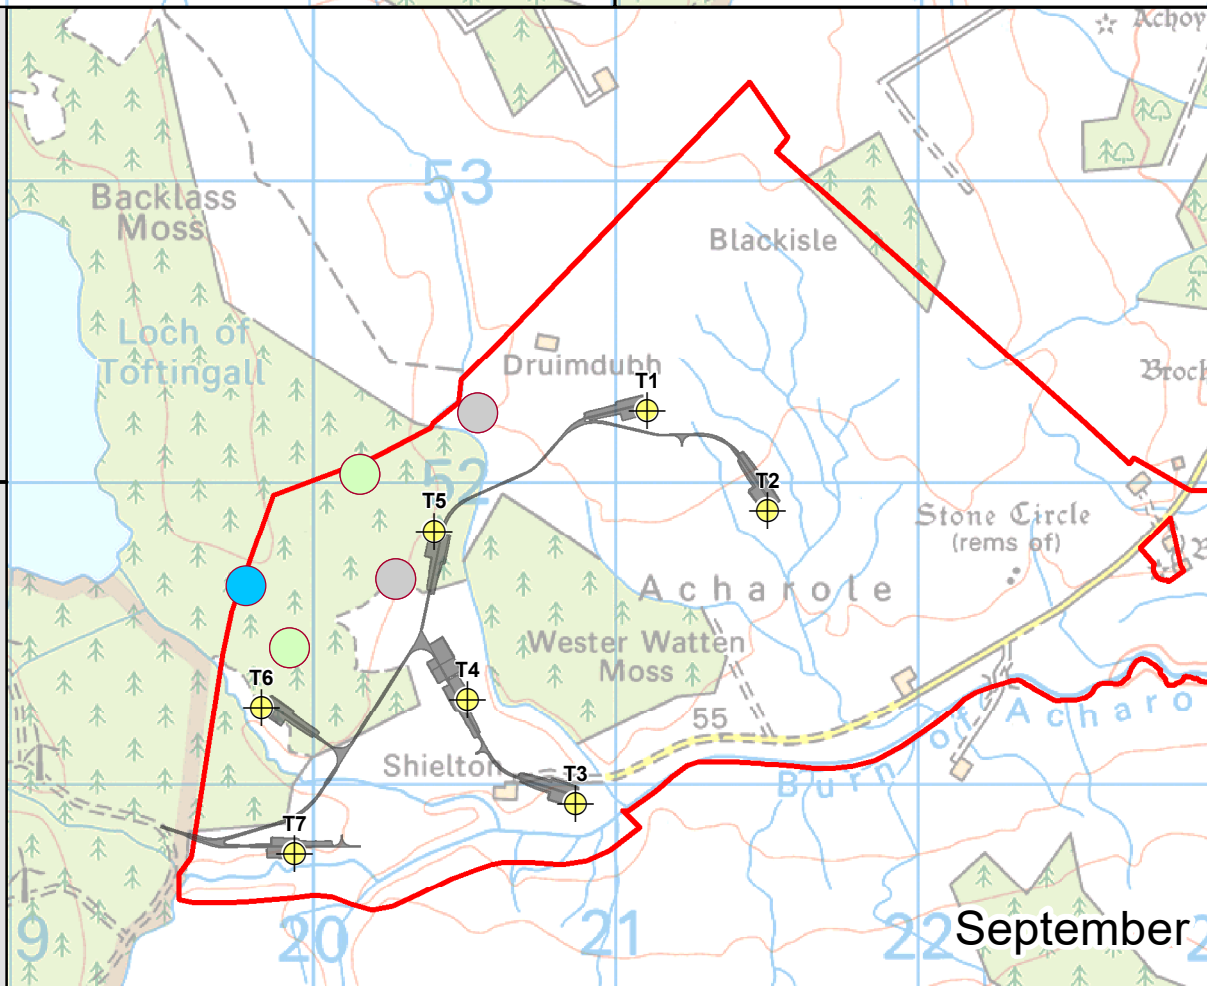 Achoy
53
Backlass
Moss
Blackisle
Loch of
Toftingall
Druimdubh
T1
Broch
52
T5
T2
Stone Circle
(rems of)
B
Acharole
Wester Watten
Moss
T6
T4
55
Burn of Acharo
Shielton
T3
T7
9
20
21
22
2
September